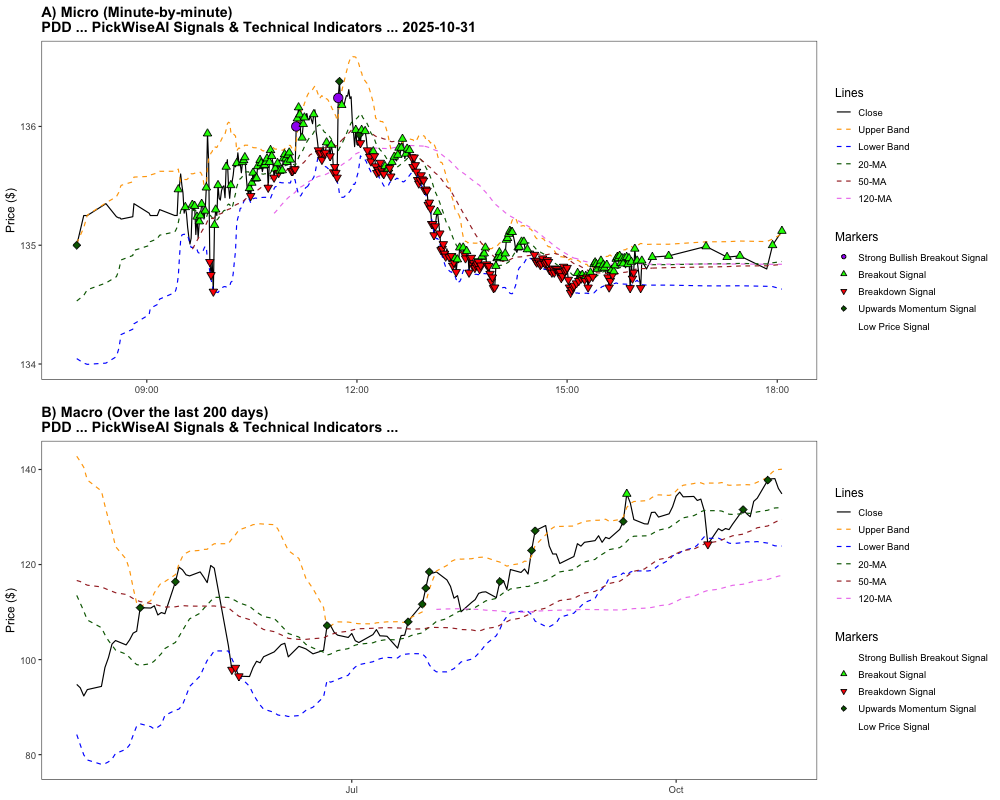 A) Micro (Minute-by-minute)
PDD ... PickWiseAI Signals & Technical Indicators ... 2025-10-31
Price ($)
136
135
134
09:00
12:00
15:00
18:00
Lines
Close
Upper Band
Lower Band
20-MA
50-MA
120-MA
Markers
Strong Bullish Breakout Signal
Breakout Signal
Breakdown Signal
Upwards Momentum Signal
Low Price Signal
B) Macro (Over the last 200 days)
PDD ... PickWiseAI Signals & Technical Indicators ...
Price ($)
140
120
100
80
Jul
Oct
Lines
Close
Upper Band
Lower Band
20-MA
50-MA
120-MA
Markers
Strong Bullish Breakout Signal
Breakout Signal
Breakdown Signal
Upwards Momentum Signal
Low Price Signal